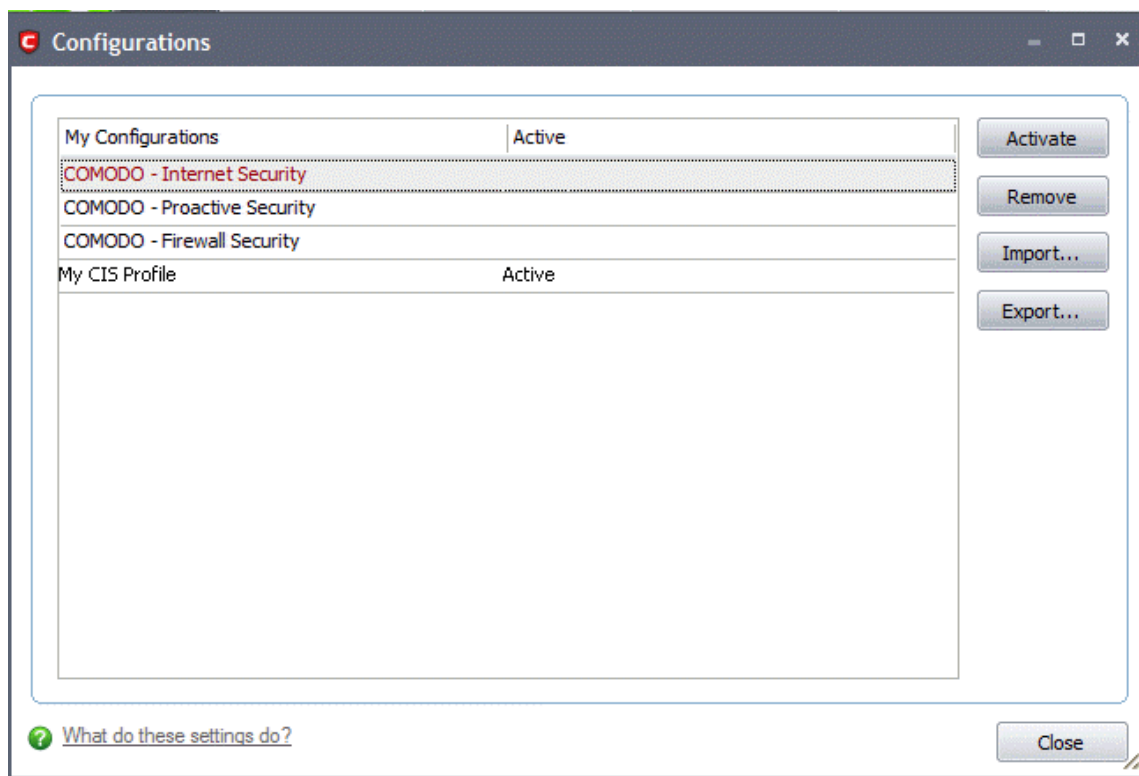 Configurations
My Configurations Active
COMODO - Internet Security
COMODO - Proactive Security
COMODO - Firewall Security
My CIS Profile Active
Activate
Remove
Import...
Export...
What do these settings do?
Close